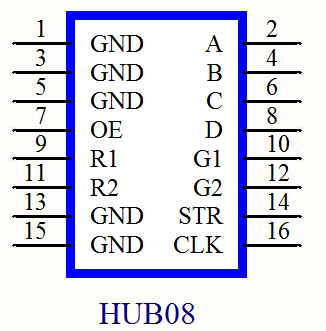 1 GND A 2
3 GND B 4
5 GND C 6
7 OE D 8
9 R1 G1 10
11 R2 G2 12
13 GND STR 14
15 GND CLK 16
HUB08